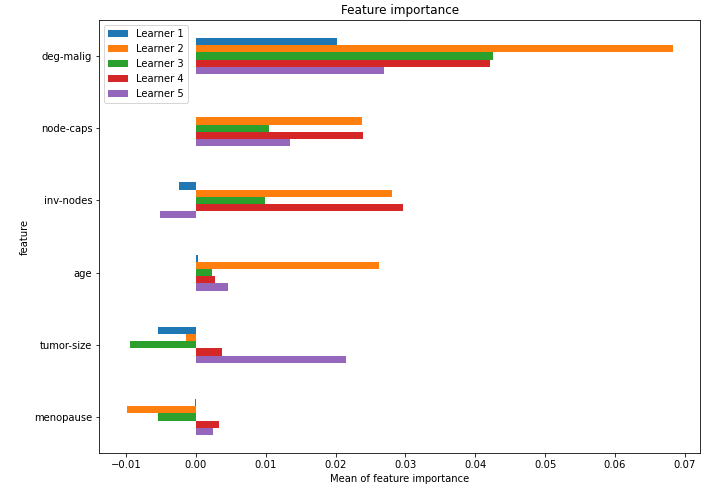 Feature importance
Learner 1
Learner 2
Learner 3
Learner 4
Learner 5
deg-malig
node-caps
inv-nodes
age
tumor-size
menopause
feature
−0.01 0.00 0.01 0.02 0.03 0.04 0.05 0.06 0.07
Mean of feature importance